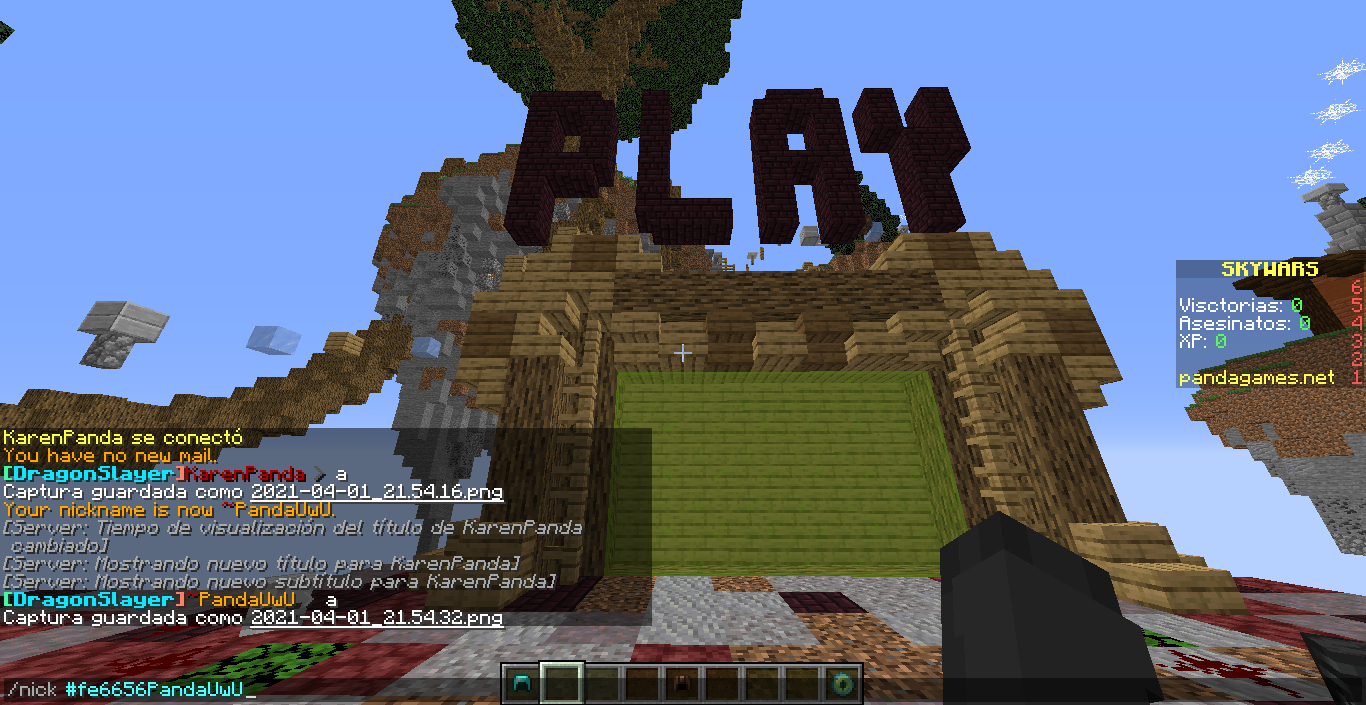 PLAY
SKYWARS
6
Visctorias: 0 5
Asesinatos: 0 4
XP: 0 3
2
pandagames.net 1
KarenPanda se conectó
You have no new mail.
[DragonSlayer]KarenPanda > a
Captura guardada como 2021-04-01_21.54.16.png
Your nickname is now ~PandaUwU.
[Server: Tiempo de visualización del título de KarenPanda
cambiado]
[Server: Mostrando nuevo título para KarenPanda]
[Server: Mostrando nuevo subtítulo para KarenPanda]
[DragonSlayer]~PandaUwU a
Captura guardada como 2021-04-01_21.54.32.png
/nick #fe6656PandaUwU_